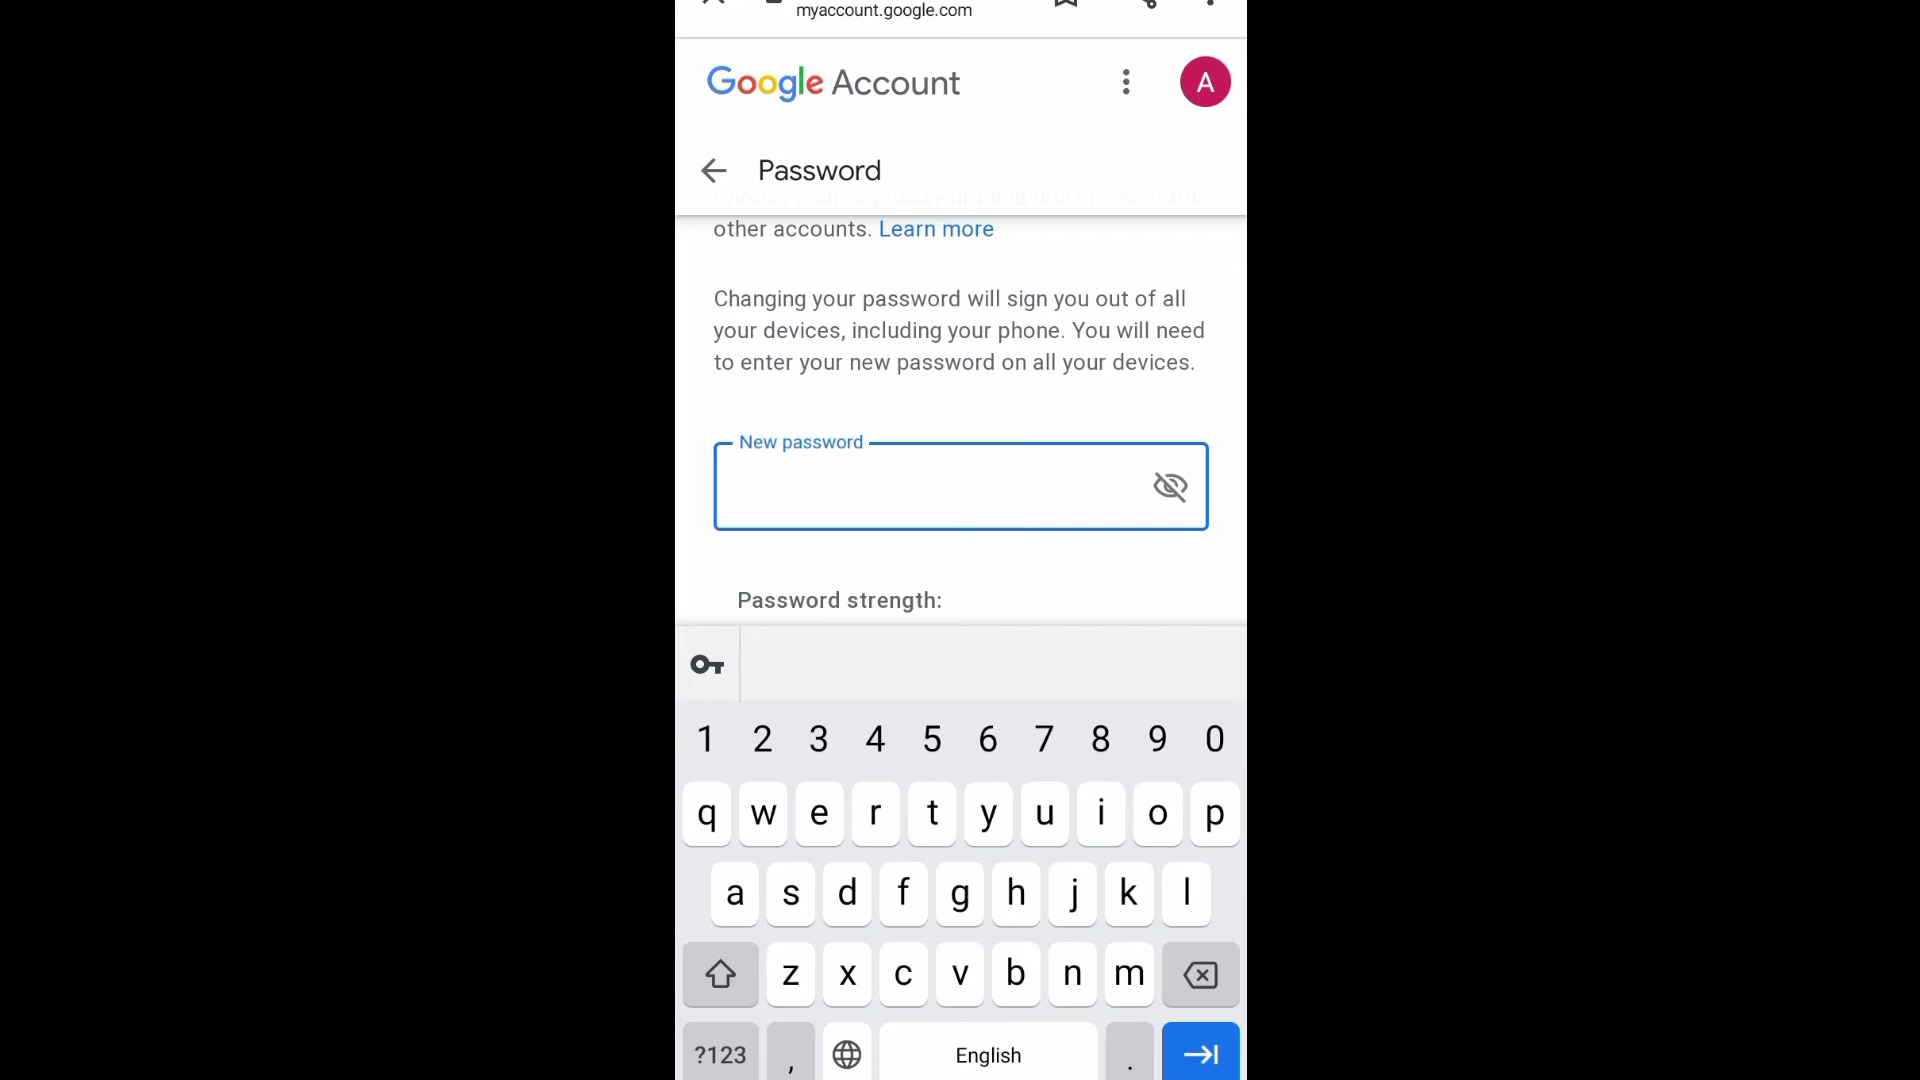 myaccount.google.com
Google Account
A
Password
other accounts. Learn more
Changing your password will sign you out of all
your devices, including your phone. You will need
to enter your new password on all your devices.
New password
Password strength:
1 2 3 4 5 6 7 8 9 0
q w e r t y u i o p
a s d f g h j k l
z x c v b n m
?123 , English .